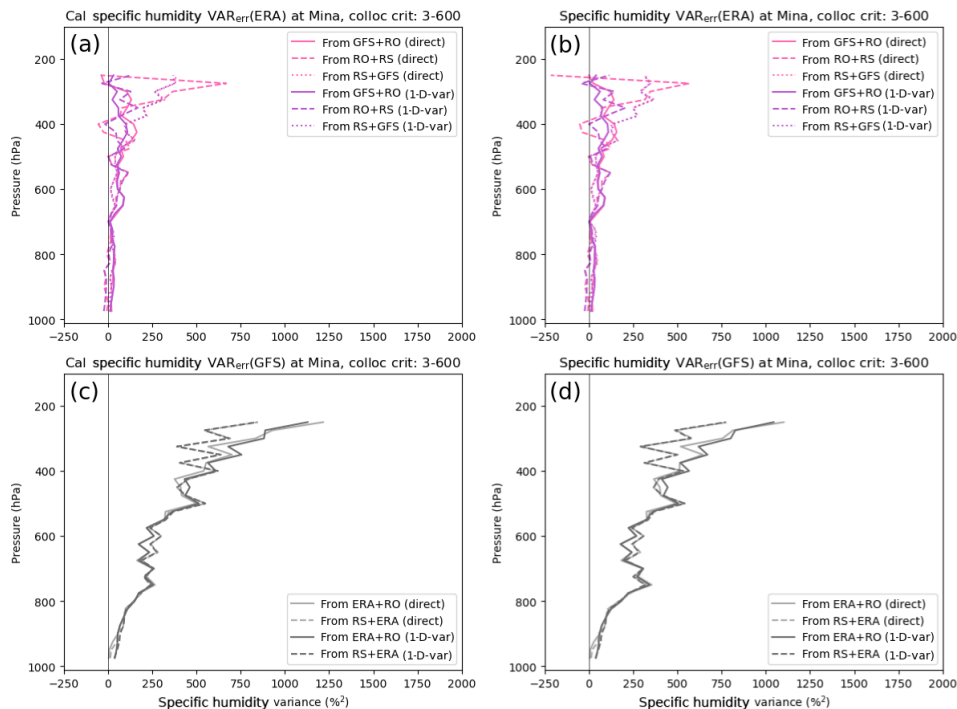 Cal specific humidity VARerr(ERA) at Mina, colloc crit: 3-600
(a)
From GFS+RO (direct)
From RO+RS (direct)
From RS+GFS (direct)
From GFS+RO (1-D-var)
From RO+RS (1-D-var)
From RS+GFS (1-D-var)
Pressure (hPa)
200
400
600
800
1000
−250 0 250 500 750 1000 1250 1500 1750 2000
Specific humidity VARerr(ERA) at Mina, colloc crit: 3-600
(b)
From GFS+RO (direct)
From RO+RS (direct)
From RS+GFS (direct)
From GFS+RO (1-D-var)
From RO+RS (1-D-var)
From RS+GFS (1-D-var)
Pressure (hPa)
200
400
600
800
1000
−250 0 250 500 750 1000 1250 1500 1750 2000
Cal specific humidity VARerr(GFS) at Mina, colloc crit: 3-600
(c)
Pressure (hPa)
200
400
600
800
1000
From ERA+RO (direct)
From RS+ERA (direct)
From ERA+RO (1-D-var)
From RS+ERA (1-D-var)
−250 0 250 500 750 1000 1250 1500 1750 2000
Specific humidity variance (%²)
Specific humidity VARerr(GFS) at Mina, colloc crit: 3-600
(d)
Pressure (hPa)
200
400
600
800
1000
From ERA+RO (direct)
From RS+ERA (direct)
From ERA+RO (1-D-var)
From RS+ERA (1-D-var)
−250 0 250 500 750 1000 1250 1500 1750 2000
Specific humidity variance (%²)